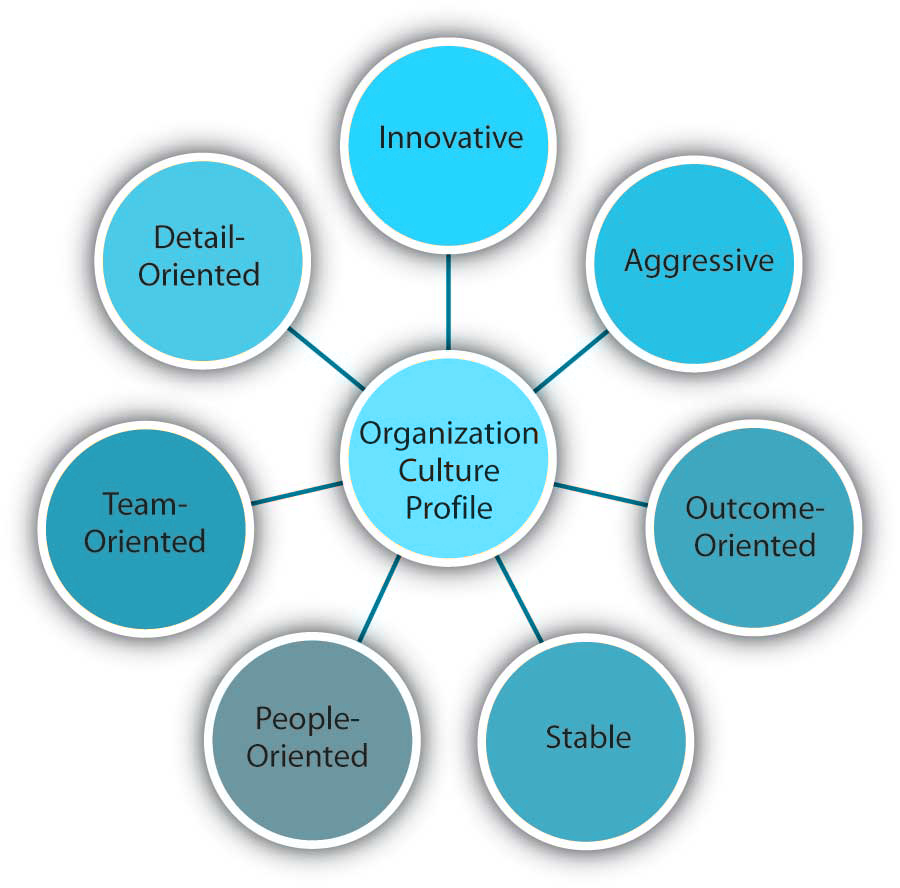 Innovative
Aggressive
Outcome-
Oriented
Stable
People-
Oriented
Team-
Oriented
Detail-
Oriented
Organization
Culture
Profile